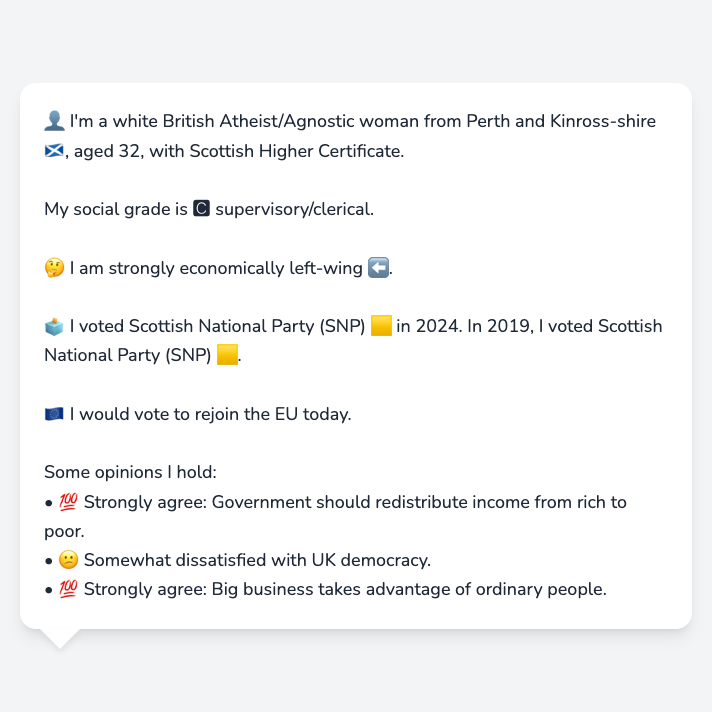 👤 I'm a white British Atheist/Agnostic woman from Perth and Kinross-shire
🏴󠁧󠁢󠁳󠁣󠁴󠁿, aged 32, with Scottish Higher Certificate.
My social grade is 🅲 supervisory/clerical.
🤔 I am strongly economically left-wing ⬅️.
🗳️ I voted Scottish National Party (SNP) 🟨 in 2024. In 2019, I voted Scottish
National Party (SNP) 🟨.
🇪🇺 I would vote to rejoin the EU today.
Some opinions I hold:
• 💯 Strongly agree: Government should redistribute income from rich to
poor.
• 🙁 Somewhat dissatisfied with UK democracy.
• 💯 Strongly agree: Big business takes advantage of ordinary people.